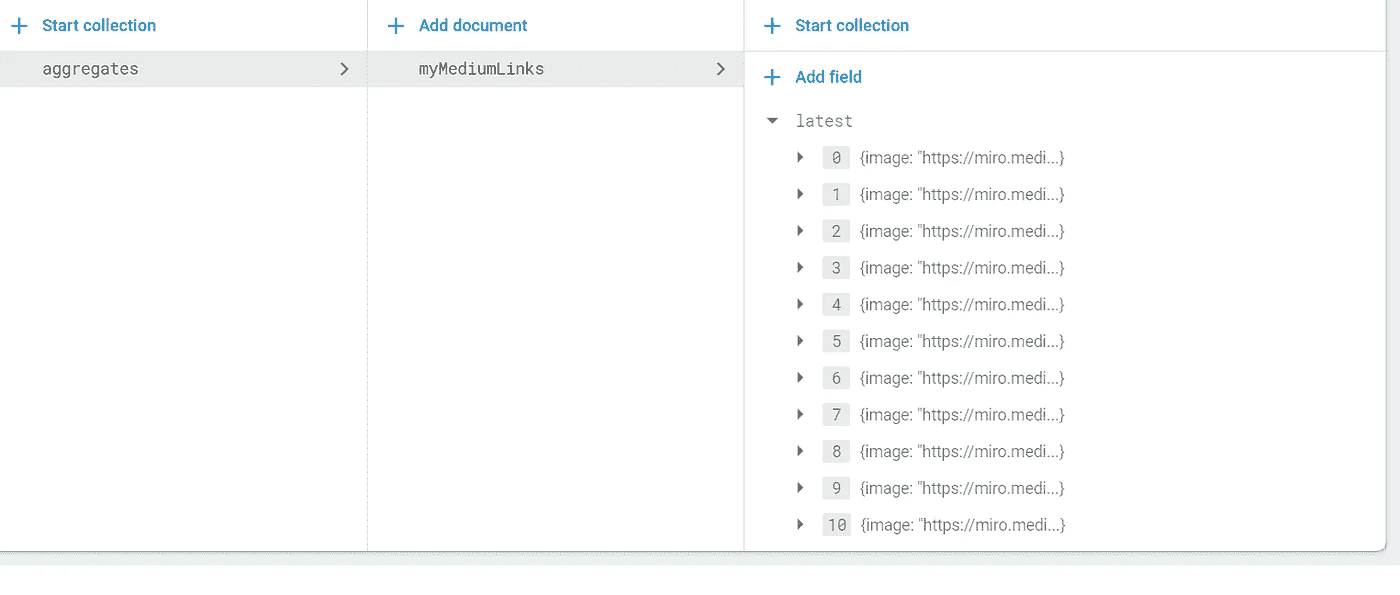 Start collection
aggregates
Add document
myMediumLinks
Start collection
Add field
latest
0 {image: "https://miro.medi...}
1 {image: "https://miro.medi...}
2 {image: "https://miro.medi...}
3 {image: "https://miro.medi...}
4 {image: "https://miro.medi...}
5 {image: "https://miro.medi...}
6 {image: "https://miro.medi...}
7 {image: "https://miro.medi...}
8 {image: "https://miro.medi...}
9 {image: "https://miro.medi...}
10 {image: "https://miro.medi...}